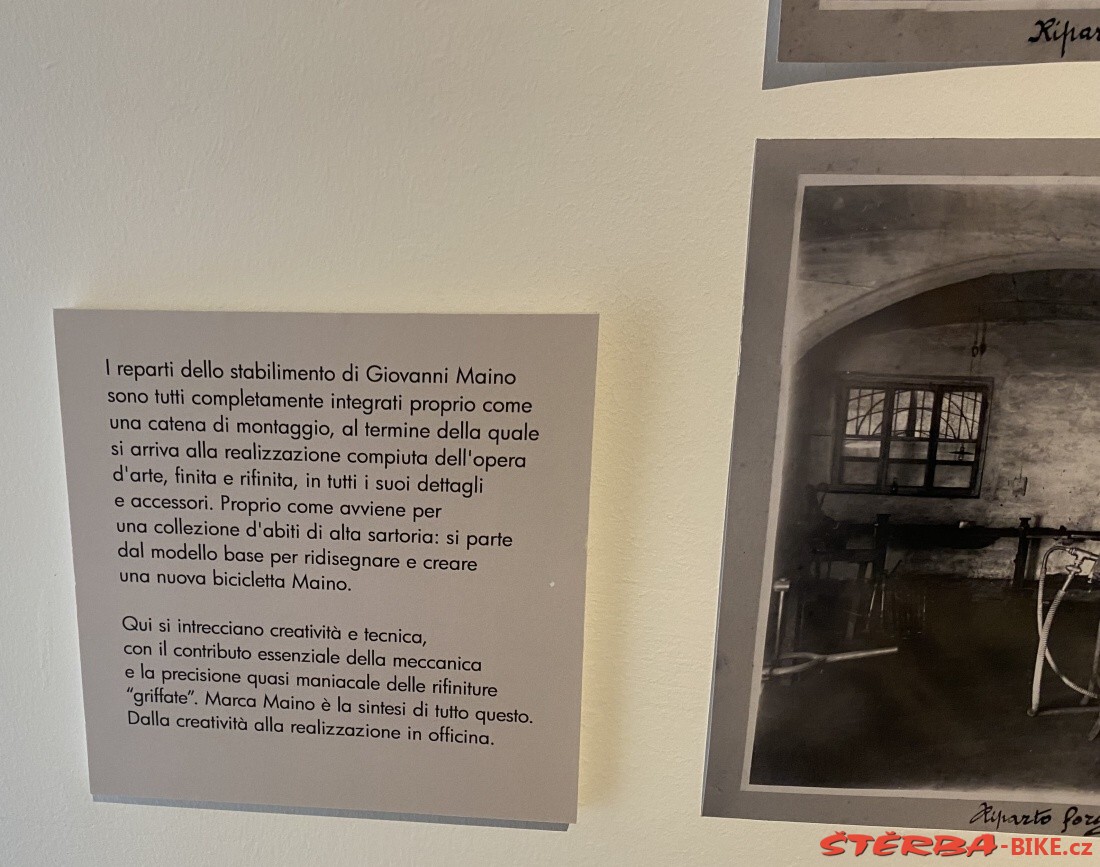 I reparti dello stabilimento di Giovanni Maino
sono tutti completamente integrati proprio come
una catena di montaggio, al termine della quale
si arriva alla realizzazione compiuta dell'opera
d'arte, finita e rifinita, in tutti i suoi dettagli
e accessori. Proprio come avviene per
una collezione d'abiti di alta sartoria: si parte
dal modello base per ridisegnare e creare
una nuova bicicletta Maino.
Qui si intrecciano creatività e tecnica,
con il contributo essenziale della meccanica
e la precisione quasi maniacale delle rifiniture
“griffate”. Marca Maino è la sintesi di tutto questo.
Dalla creatività alla realizzazione in officina.
Riparto
ŠTĚRBA-BIKE.cz